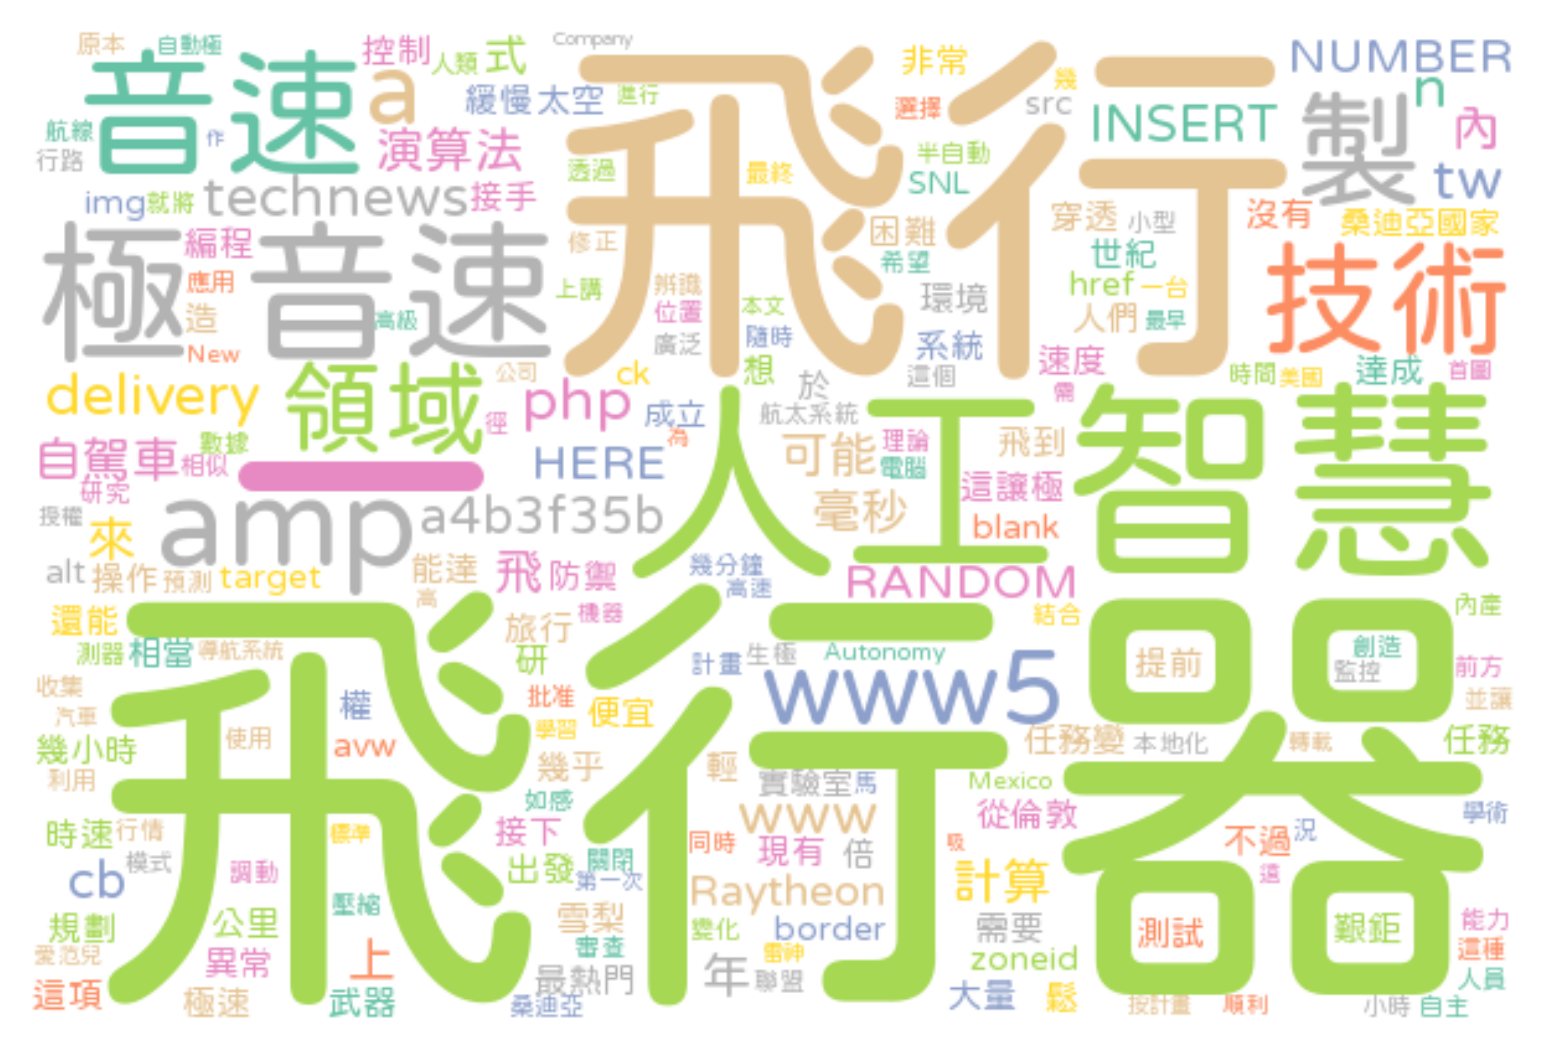 原本
自動極
控制
人類
式
Company
非常
幾
NUMBER
音速
a
緩慢
太空
進行
飛行
選擇
src
INSERT
n
製
內
航線
作
行路
演算法
透過
最終
半自動
SNL
tw
img
就將
technews
接手
困難
穿透
小型
沒有
桑迪亞國家
極音速
編程
修正
希望
世紀
技術
應用
造
高級
上講
辨識
位置
本文
環境
href
一台
人們
最早
New
廣泛
隨時
系統
速度
達成
delivery
領域
公司
徑
php
ck
想
於
這個
需
時間
美國
首圖
成立
為
航太系統
人工智慧
自駕車
數據
相似
研究
一
HERE
可能
理論
電腦
飛到
這讓極
毫秒
blank
授權
來
amp
a4b3f35b
alt
操作
預測
target
能達
高
飛
防禦
幾分鐘
高速
RANDOM
機器
結合
內產
還能
測器
相當
導航系統
旅行
研
計畫
生極
Autonomy
提前
創造
監控
前方
飛行器
收集
汽車
權
批准
學習
便宜
www5
並讓
幾小時
使用
avw
幾乎
輕
任務變
本地化
轉載
任務
利用
如感
實驗室
馬
Mexico
時速
行情
標準
接下
www
從倫敦
學術
模式
同時
現有
倍
吸
不過
況
cb
調動
出發
關閉
第一次
計算
這
壓縮
Raytheon
規劃
公里
雪梨
變化
border
需要
測試
艱鉅
能力
愛范兒
異常
上
審查
雷神
zoneid
這種
最熱門
年
聯盟
人員
這項
極速
武器
桑迪亞
大量
鬆
按計畫
順利
小時
自主